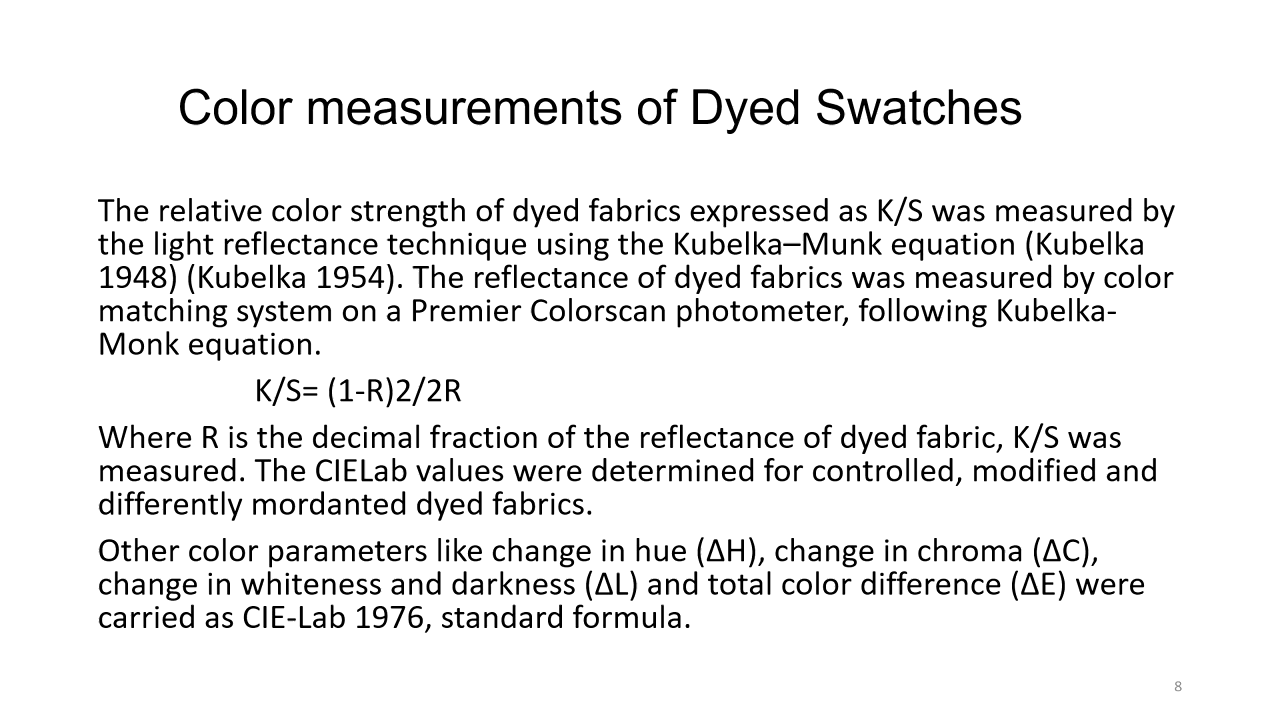 Color measurements of Dyed Swatches
The relative color strength of dyed fabrics expressed as K/S was measured by
the light reflectance technique using the Kubelka–Munk equation (Kubelka
1948) (Kubelka 1954). The reflectance of dyed fabrics was measured by color
matching system on a Premier Colorscan photometer, following Kubelka-
Monk equation.
K/S= (1-R)2/2R
Where R is the decimal fraction of the reflectance of dyed fabric, K/S was
measured. The CIELab values were determined for controlled, modified and
differently mordanted dyed fabrics.
Other color parameters like change in hue (ΔH), change in chroma (ΔC),
change in whiteness and darkness (ΔL) and total color difference (ΔE) were
carried as CIE-Lab 1976, standard formula.
8